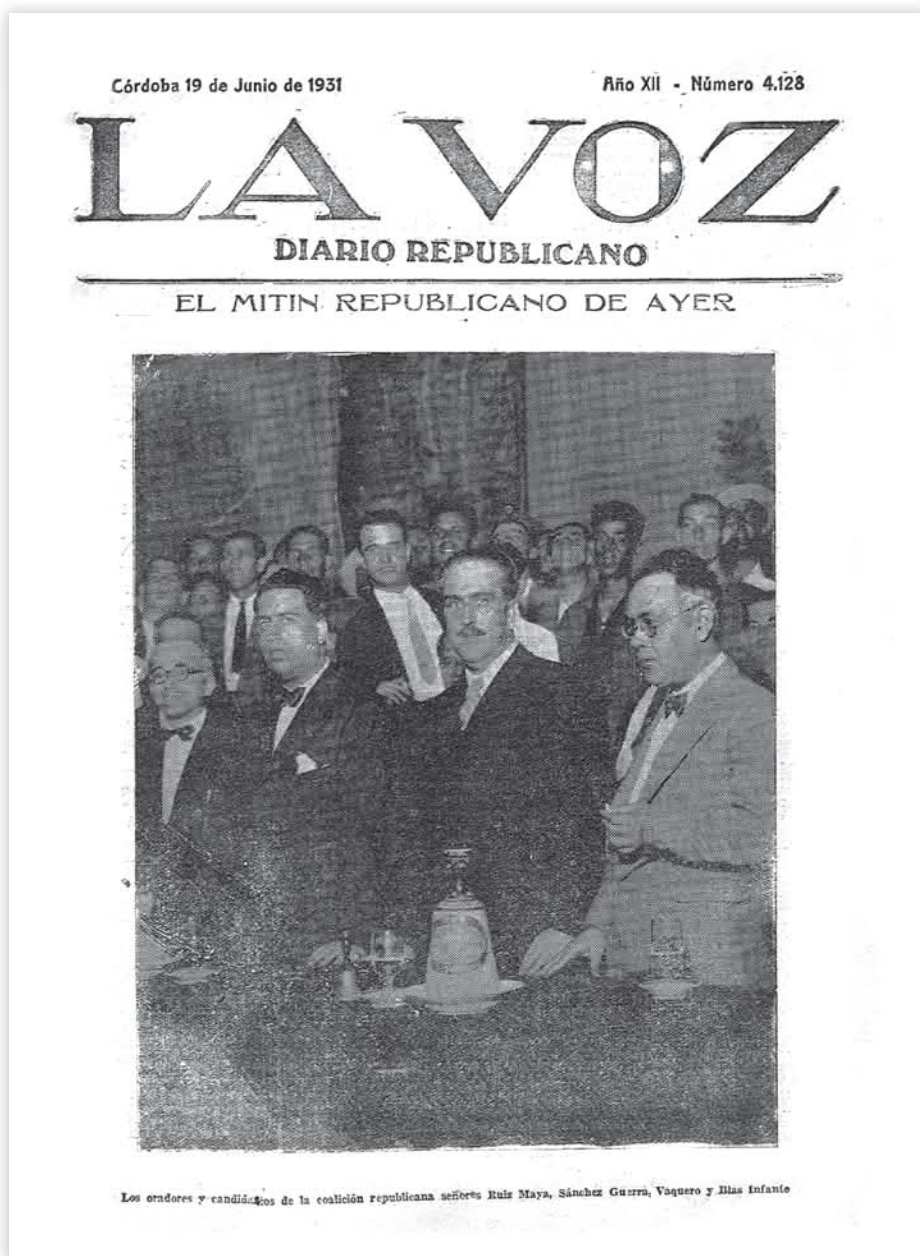 Córdoba 19 de Junio de 1931 Año XII - Número 4.128
LA VOZ
DIARIO REPUBLICANO
EL MITIN REPUBLICANO DE AYER
Los oradores y candidatos de la coalición republicana señores Ruiz Maya, Sánchez Guerra, Vaquero y Blas Infante